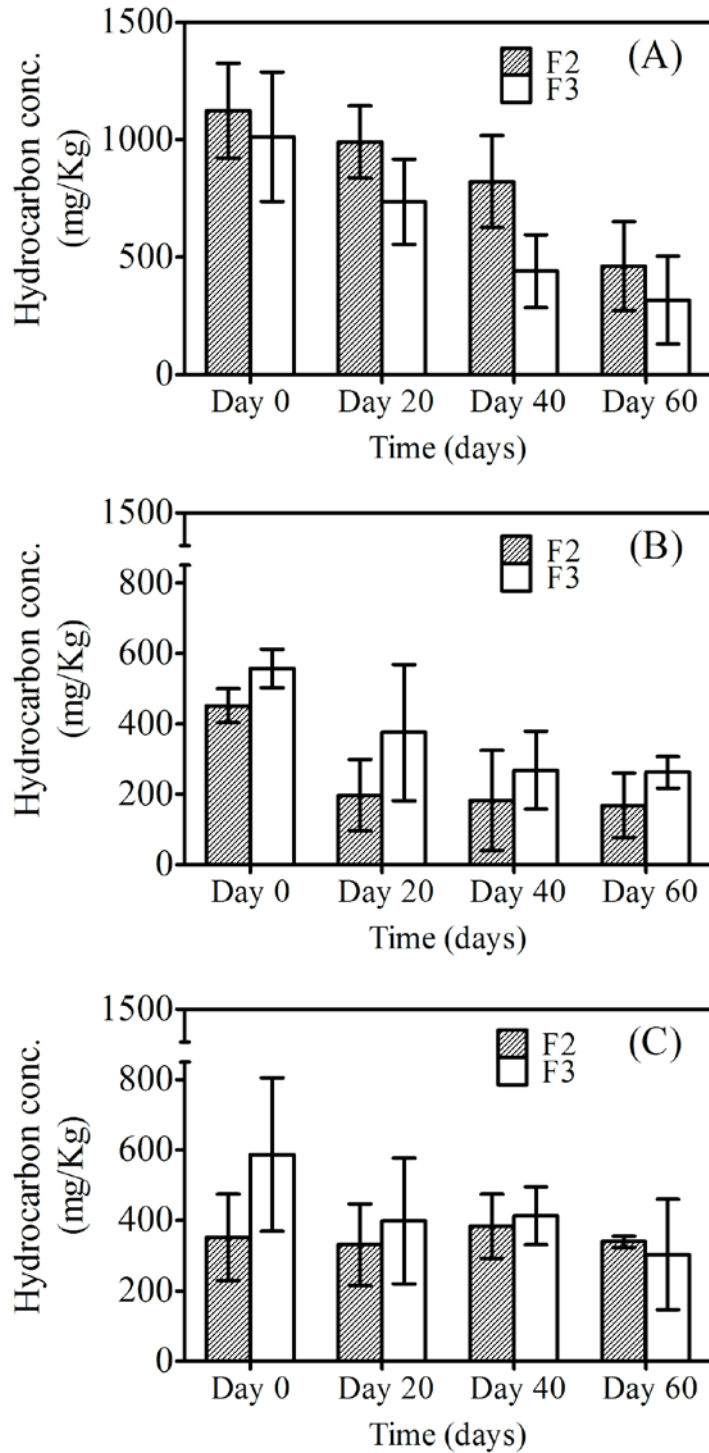 1500
1000
500
0
Hydrocarbon conc.
(mg/Kg)
F2
F3
(A)
Day 0 Day 20 Day 40 Day 60
Time (days)
1500
800
600
400
200
0
Hydrocarbon conc.
(mg/Kg)
F2
F3
(B)
Day 0 Day 20 Day 40 Day 60
Time (days)
1500
800
600
400
200
0
Hydrocarbon conc.
(mg/Kg)
F2
F3
(C)
Day 0 Day 20 Day 40 Day 60
Time (days)